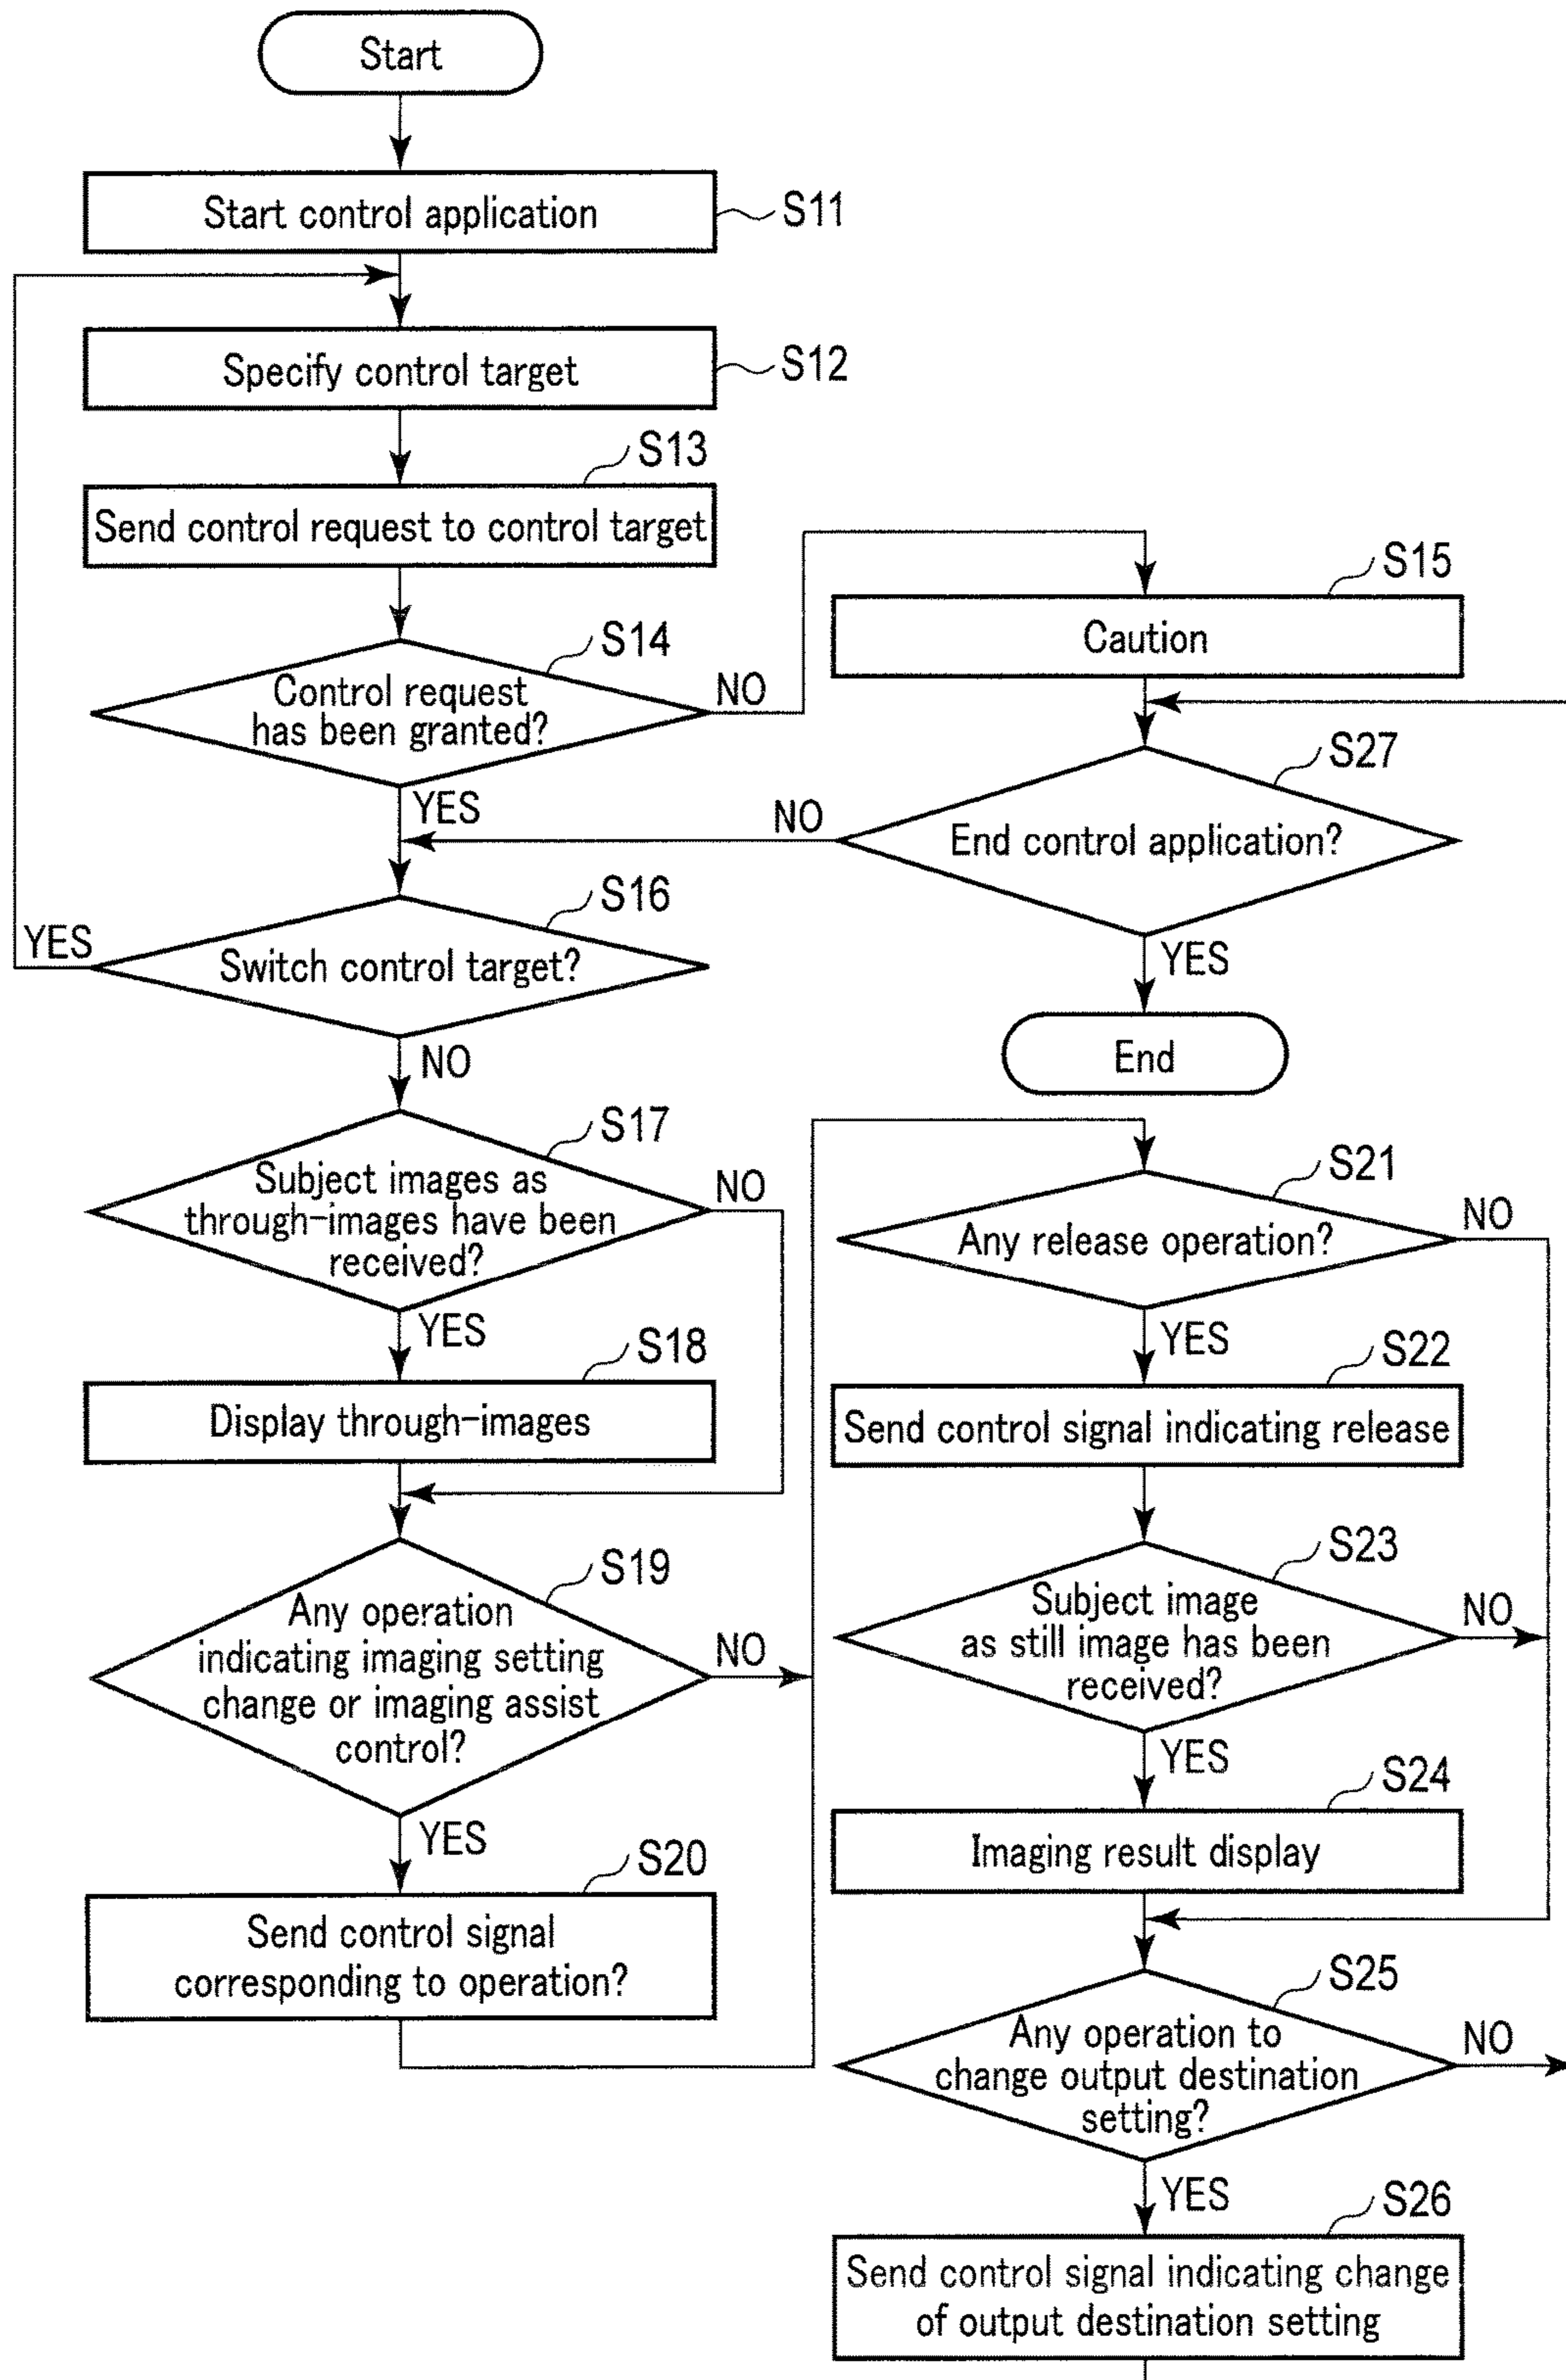 Start
Start control application
S11
Specify control target
S12
S13
Send control request to control target
S14
Control request
has been granted?
NO
YES
S15
Caution
S27
End control application?
NO
YES
End
S16
Switch control target?
YES
NO
S17
Subject images as
through-images have been
received?
NO
YES
S18
Display through-images
S19
Any operation
indicating imaging setting
change or imaging assist
control?
NO
YES
S20
Send control signal
corresponding to operation?
S21
Any release operation?
NO
YES
S22
Send control signal indicating release
S23
Subject image
as still image has been
received?
NO
YES
S24
Imaging result display
S25
Any operation to
change output destination
setting?
NO
YES
S26
Send control signal indicating change
of output destination setting